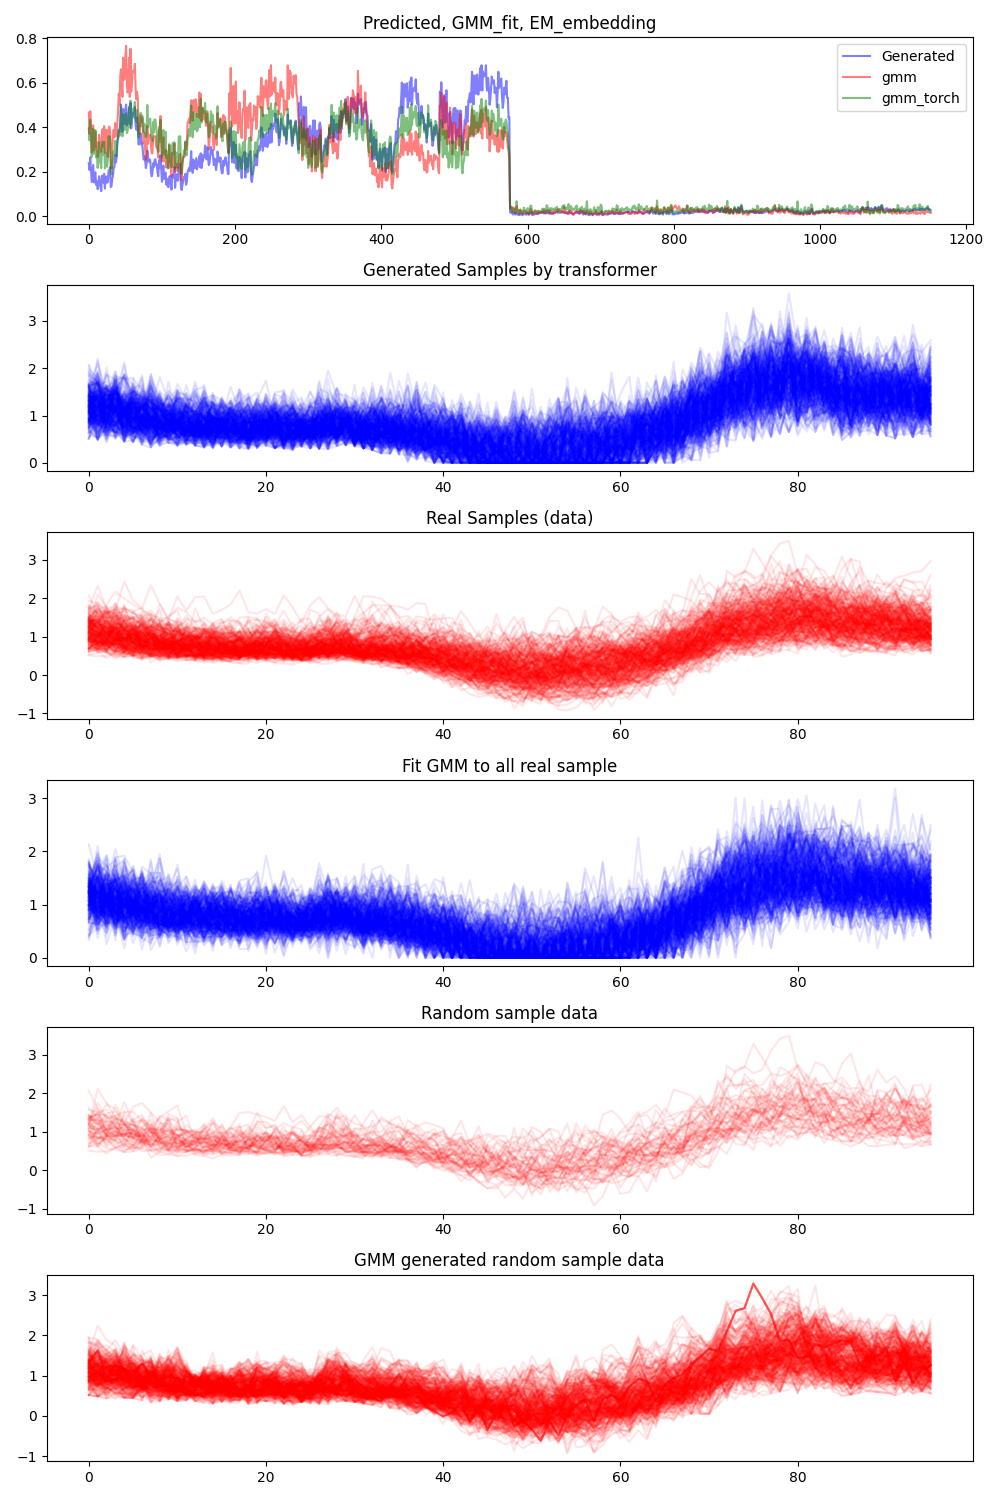 Predicted, GMM_fit, EM_embedding
0.8
0.6
0.4
0.2
0.0
Generated
gmm
gmm_torch
0 200 400 600 800 1000 1200
Generated Samples by transformer
3
2
1
0
0 20 40 60 80
Real Samples (data)
3
2
1
0
−1
0 20 40 60 80
Fit GMM to all real sample
3
2
1
0
0 20 40 60 80
Random sample data
3
2
1
0
−1
0 20 40 60 80
GMM generated random sample data
3
2
1
0
−1
0 20 40 60 80